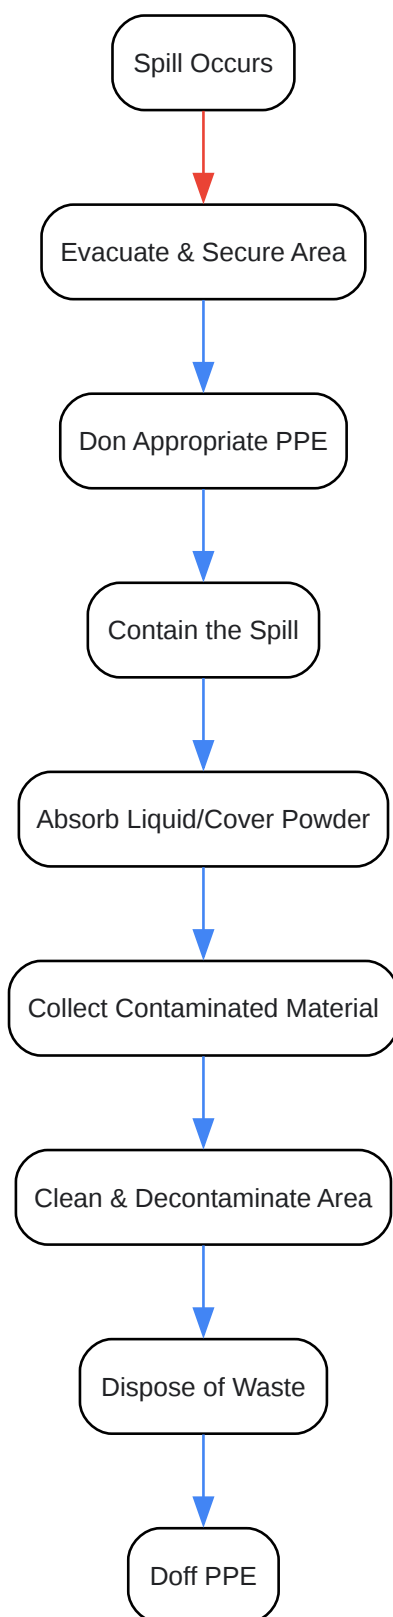 Spill Occurs
Evacuate & Secure Area
Don Appropriate PPE
Contain the Spill
Absorb Liquid/Cover Powder
Collect Contaminated Material
Clean & Decontaminate Area
Dispose of Waste
Doff PPE